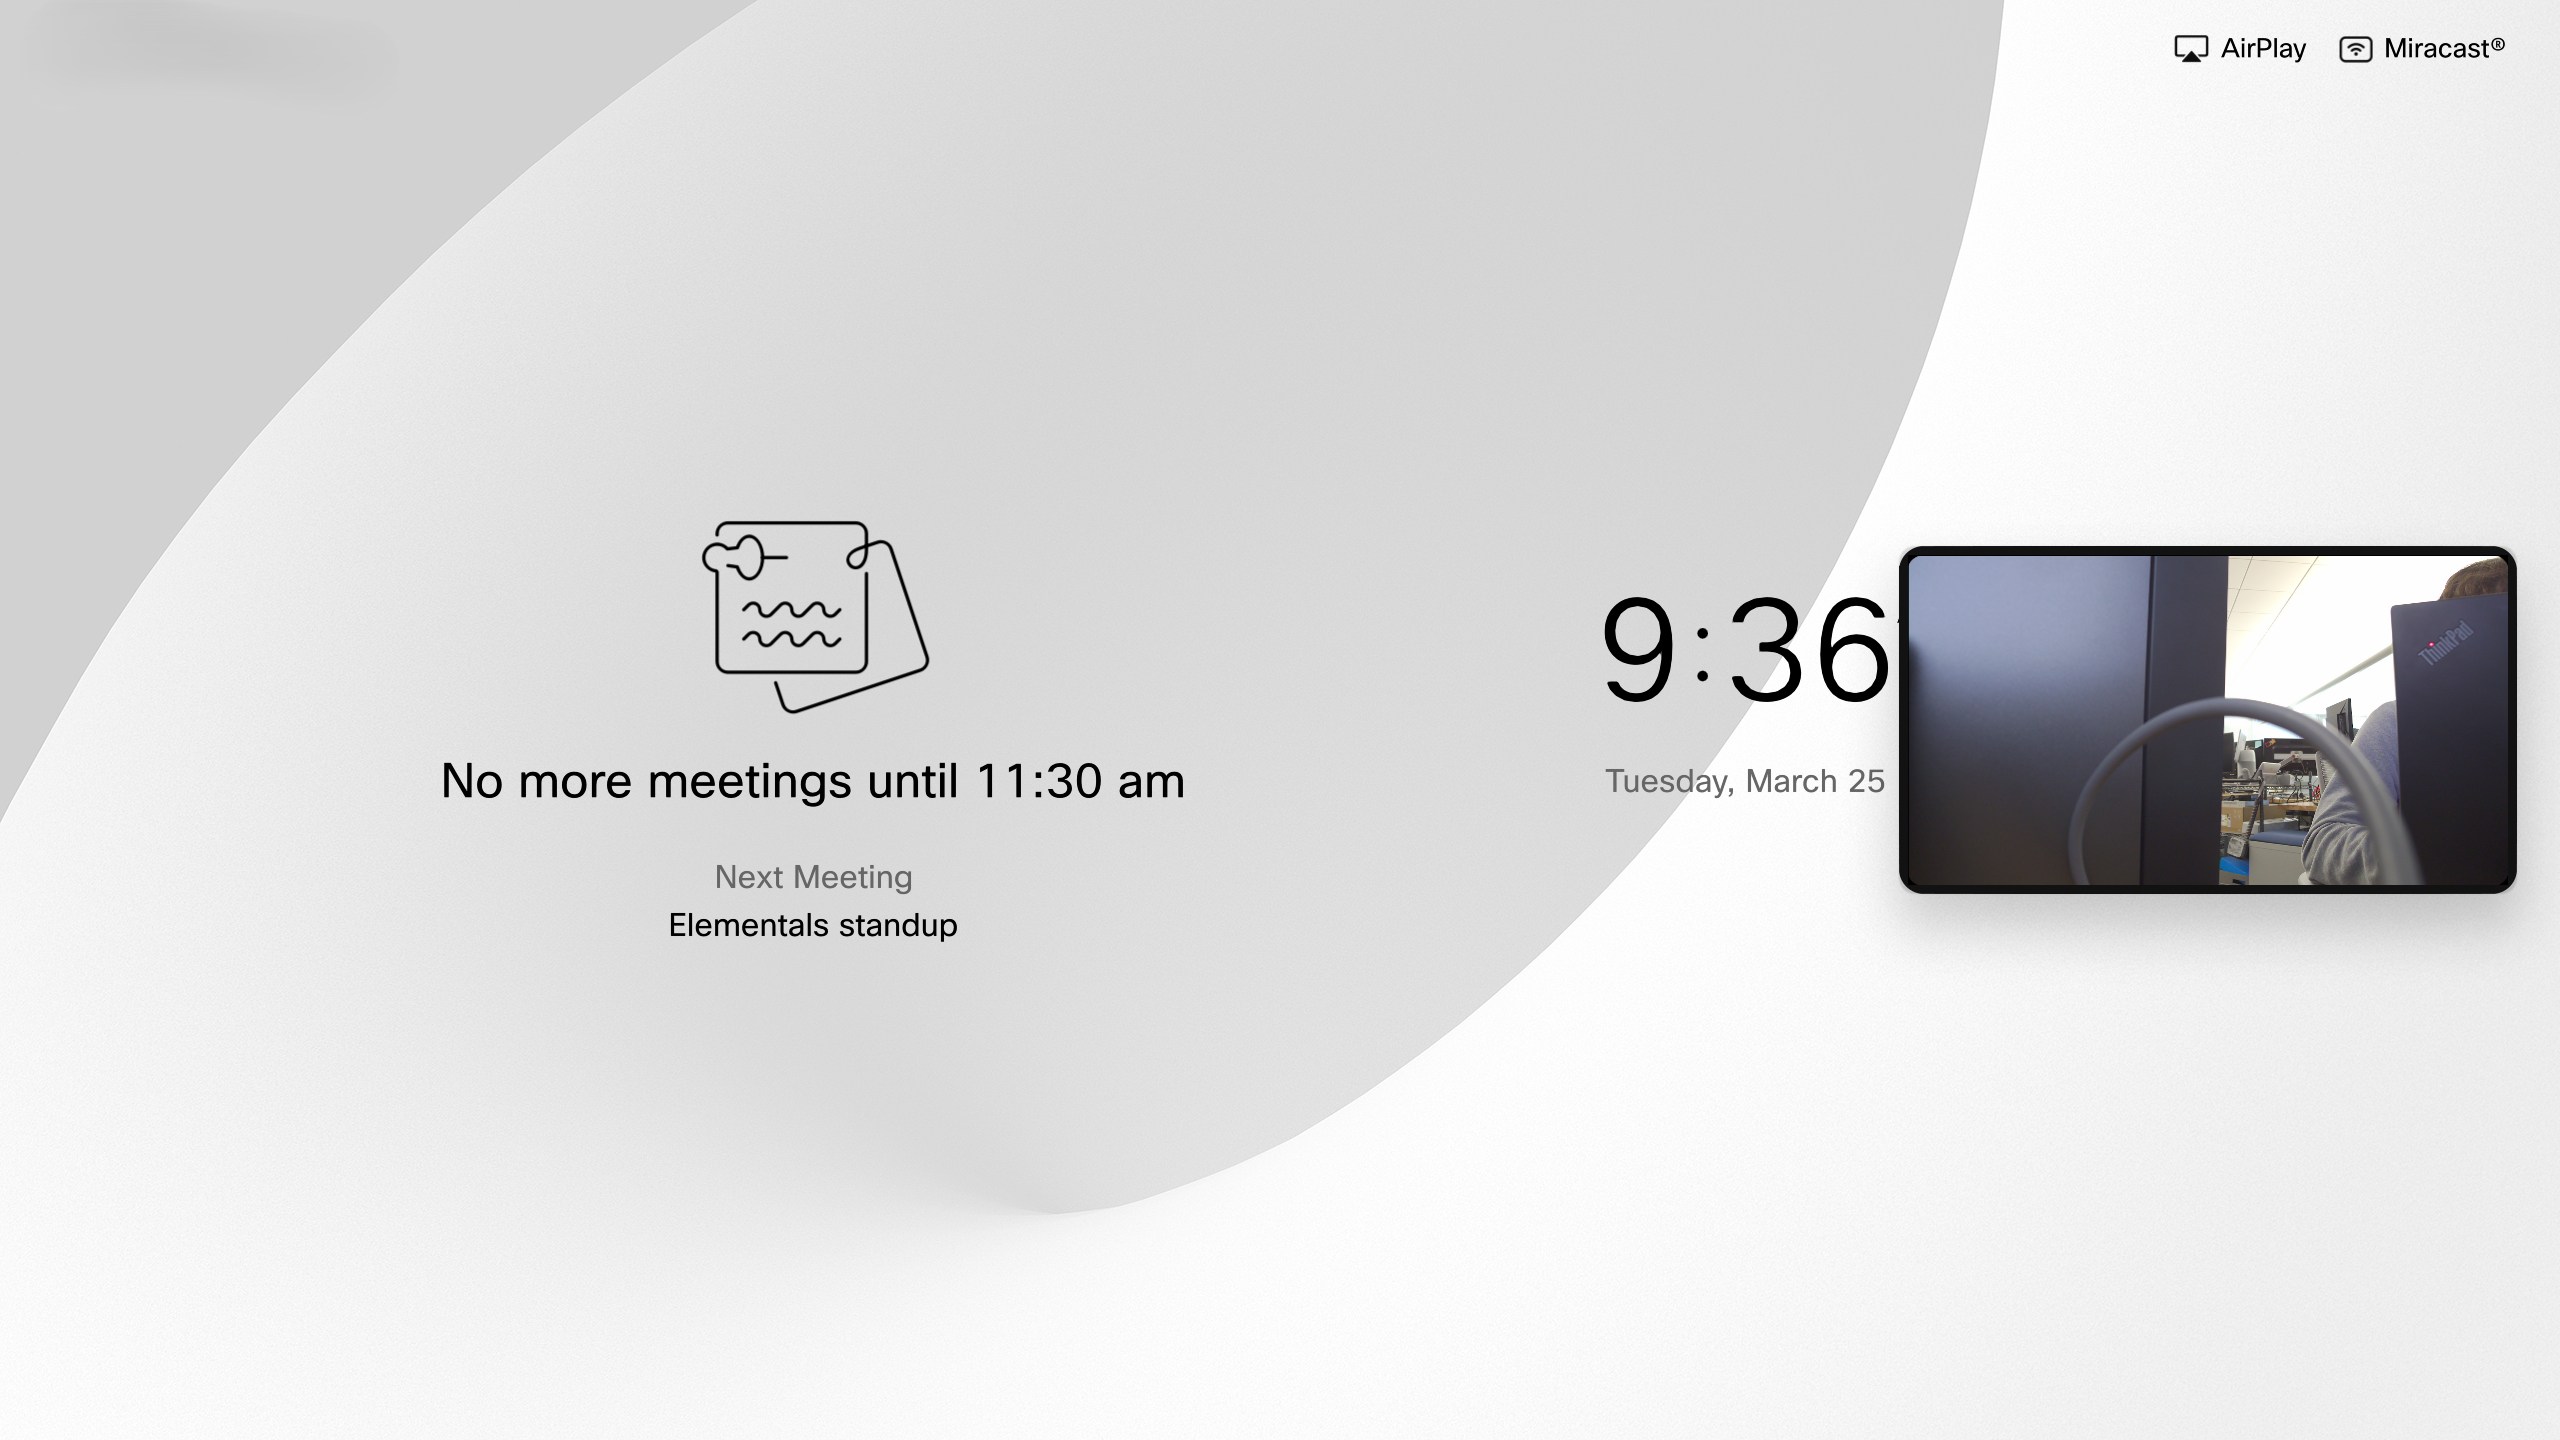 AirPlay Miracast®
9:36
No more meetings until 11:30 am
Tuesday, March 25
Next Meeting
Elementals standup
ThinkPad